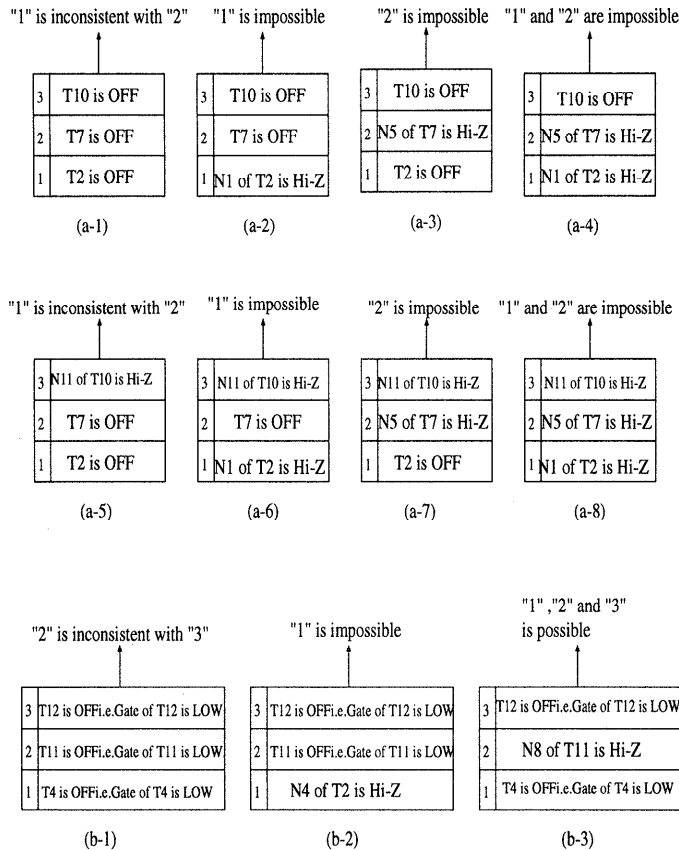 "1" is inconsistent with "2"
"1" is impossible
"2" is impossible
"1" and "2" are impossible
3 T10 is OFF
2 T7 is OFF
1 T2 is OFF
(a-1)
3 T10 is OFF
2 T7 is OFF
1 N1 of T2 is Hi-Z
(a-2)
3 T10 is OFF
2 N5 of T7 is Hi-Z
1 T2 is OFF
(a-3)
3 T10 is OFF
2 N5 of T7 is Hi-Z
1 N1 of T2 is Hi-Z
(a-4)
"1" is inconsistent with "2"
"1" is impossible
"2" is impossible
"1" and "2" are impossible
3 N11 of T10 is Hi-Z
2 T7 is OFF
1 T2 is OFF
(a-5)
3 N11 of T10 is Hi-Z
2 T7 is OFF
1 N1 of T2 is Hi-Z
(a-6)
3 N11 of T10 is Hi-Z
2 N5 of T7 is Hi-Z
1 T2 is OFF
(a-7)
3 N11 of T10 is Hi-Z
2 N5 of T7 is Hi-Z
1 N1 of T2 is Hi-Z
(a-8)
"2" is inconsistent with "3"
"1" is impossible
"1" ,"2" and "3"
is possible
3 T12 is OFFi.e.Gate of T12 is LOW
2 T11 is OFFi.e.Gate of T11 is LOW
1 T4 is OFFi.e.Gate of T4 is LOW
(b-1)
3 T12 is OFFi.e.Gate of T12 is LOW
2 T11 is OFFi.e.Gate of T11 is LOW
1 N4 of T2 is Hi-Z
(b-2)
3 T12 is OFFi.e.Gate of T12 is LOW
2 N8 of T11 is Hi-Z
1 T4 is OFFi.e.Gate of T4 is LOW
(b-3)